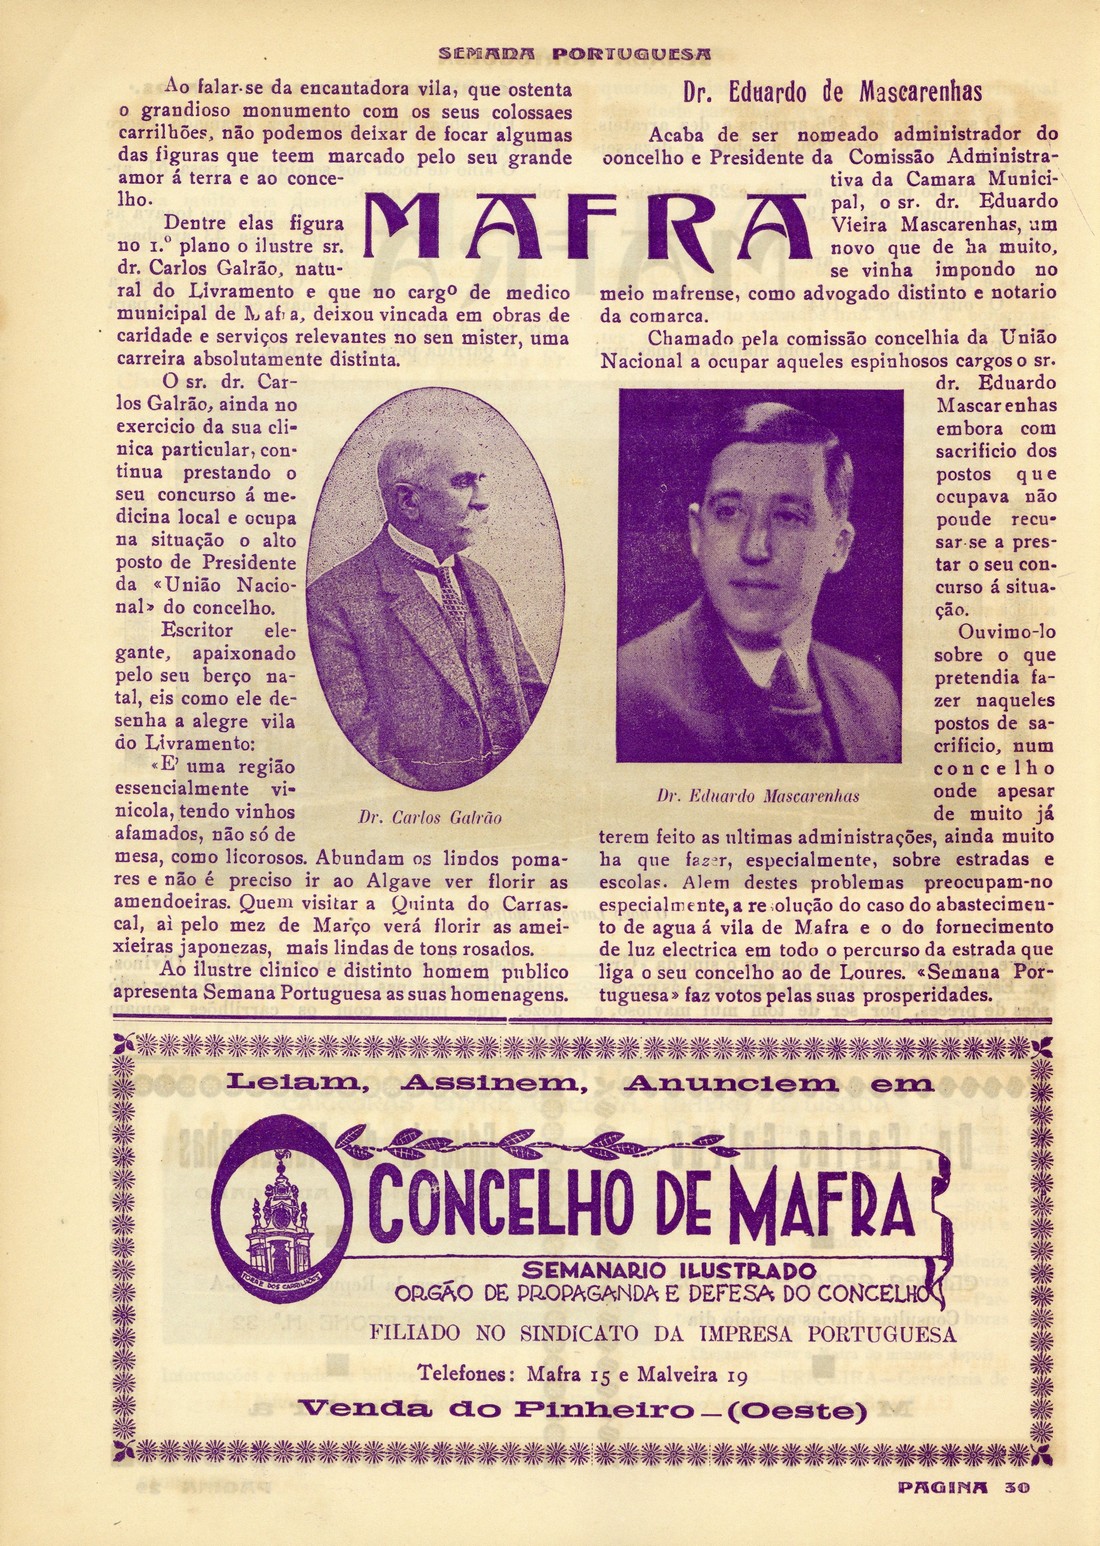 SEMANA PORTUGUESA
Ao falar-se da encantadora vila, que ostenta
o grandioso monumento com os seus colossaes
carrilhões, não podemos deixar de focar algumas
das figuras que teem marcado pelo seu grande
amor á terra e ao conce-
lho.
Dentre elas figura
no 1.º plano o ilustre sr.
dr. Carlos Galrão, natu-
ral do Livramento e que no cargo de medico
municipal de Mafra, deixou vincada em obras de
caridade e serviços relevantes no seu mister, uma
carreira absolutamente distinta.
O sr. dr. Car-
los Galrão, ainda no
exercicio da sua cli-
nica particular, con-
tinua prestando o
seu concurso á me-
dicina local e ocupa
na situação o alto
posto de Presidente
da «União Nacio-
nal» do concelho.
Escritor ele-
gante, apaixonado
pelo seu berço na-
tal, eis como ele de-
senha a alegre vila
do Livramento:
«E' uma região
essencialmente vi-
nicola, tendo vinhos
afamados, não só de
mesa, como licorosos. Abundam os lindos poma-
res e não é preciso ir ao Algave ver florir as
amendoeiras. Quem visitar a Quinta do Carras-
cal, aì pelo mez de Março verá florir as amei-
xieiras japonezas, mais lindas de tons rosados.
Ao ilustre clinico e distinto homem publico
apresenta Semana Portuguesa as suas homenagens.
MAFRA
Dr. Carlos Galrão
Dr. Eduardo de Mascarenhas
Acaba de ser nomeado administrador do
concelho e Presidente da Comissão Administra-
tiva da Camara Munici-
pal, o sr. dr. Eduardo
Vieira Mascarenhas, um
novo que de ha muito,
se vinha impondo no
meio mafrense, como advogado distinto e notario
da comarca.
Chamado pela comissão concelhia da União
Nacional a ocupar aqueles espinhosos cargos o sr.
dr. Eduardo
Mascarenhas
embora com
sacrificio dos
postos que
ocupava não
poude recu-
sar-se a pres-
tar o seu con-
curso á situa-
ção.
Ouvimo-lo
sobre o que
pretendia fa-
zer naqueles
postos de sa-
crificio, num
concelho
onde apesar
de muito já
terem feito as ultimas administrações, ainda muito
ha que fazer, especialmente, sobre estradas e
escolas. Alem destes problemas preocupam-no
especialmente, a resolução do caso do abastecimen-
to de agua á vila de Mafra e o do fornecimento
de luz electrica em todo o percurso da estrada que
liga o seu concelho ao de Loures. «Semana Por-
tuguesa» faz votos pelas suas prosperidades.
Dr. Eduardo Mascarenhas
Leiam, Assinem, Anunciem em
TORRE DOS CARRILHÕES
CONCELHO DE MAFRA
SEMANARIO ILUSTRADO
ORGÃO DE PROPAGANDA E DEFESA DO CONCELHO
FILIADO NO SINDICATO DA IMPRESA PORTUGUESA
Telefones: Mafra 15 e Malveira 19
Venda do Pinheiro — (Oeste)
PAGINA 30